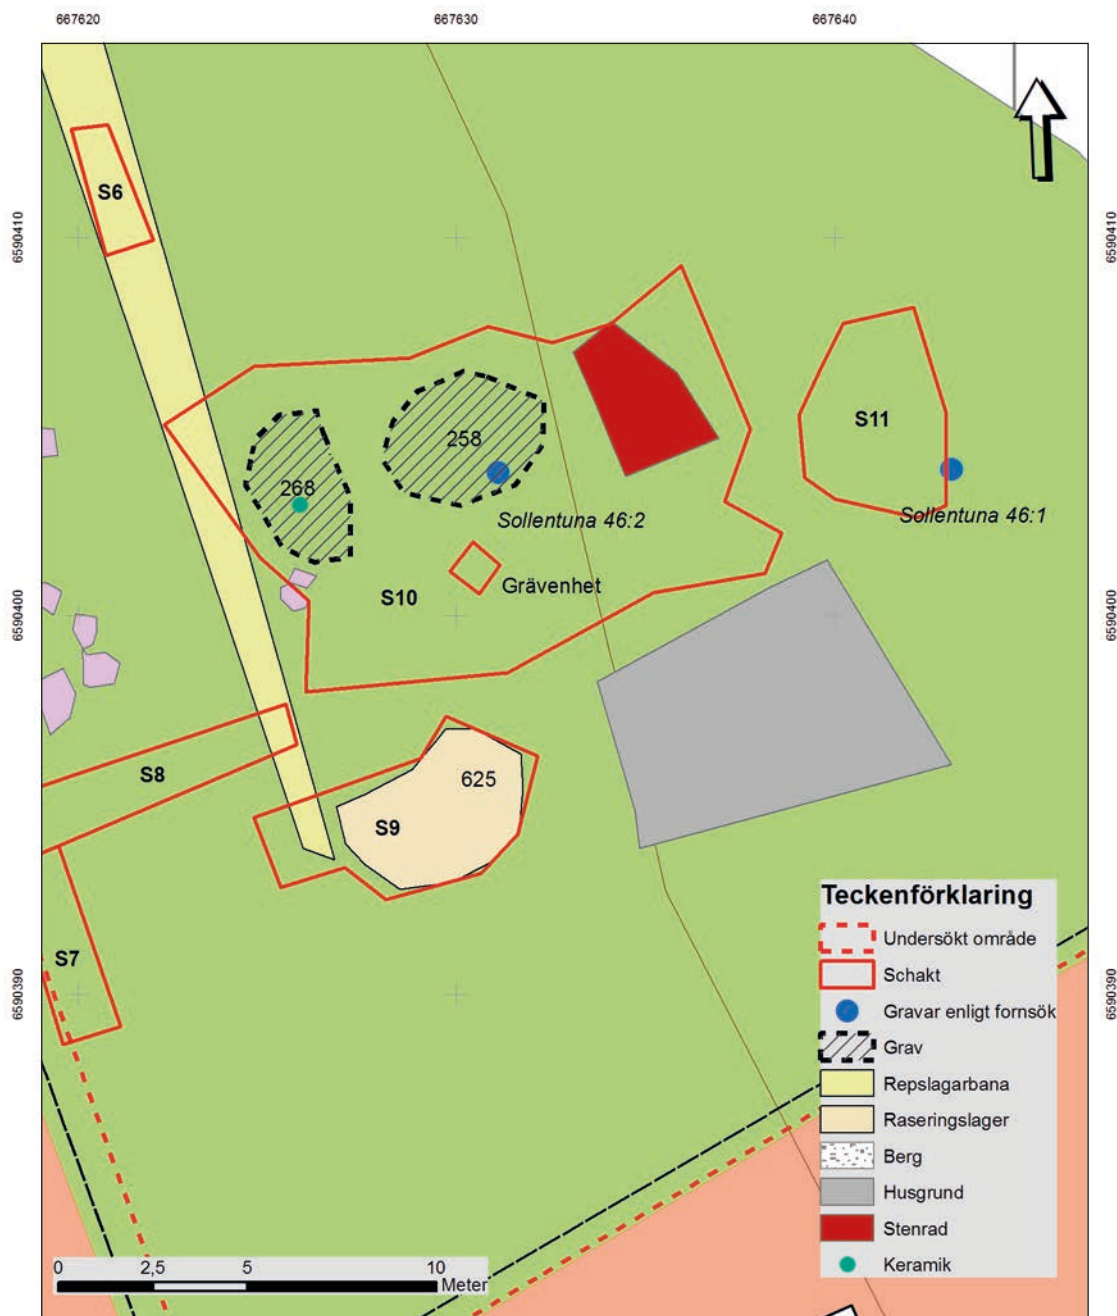 667620
667630
667640
6590410
6590410
S6
258
S11
268
Sollentuna 46:2
Sollentuna 46:1
Grävenhet
S10
6590400
6590400
S8
625
S9
S7
6590390
6590390
Teckenförklaring
Undersökt område
Schakt
Gravar enligt fornsök
Grav
Repslagarbana
Raseringslager
Berg
Husgrund
Stenrad
Keramik
0 2,5 5 10
Meter